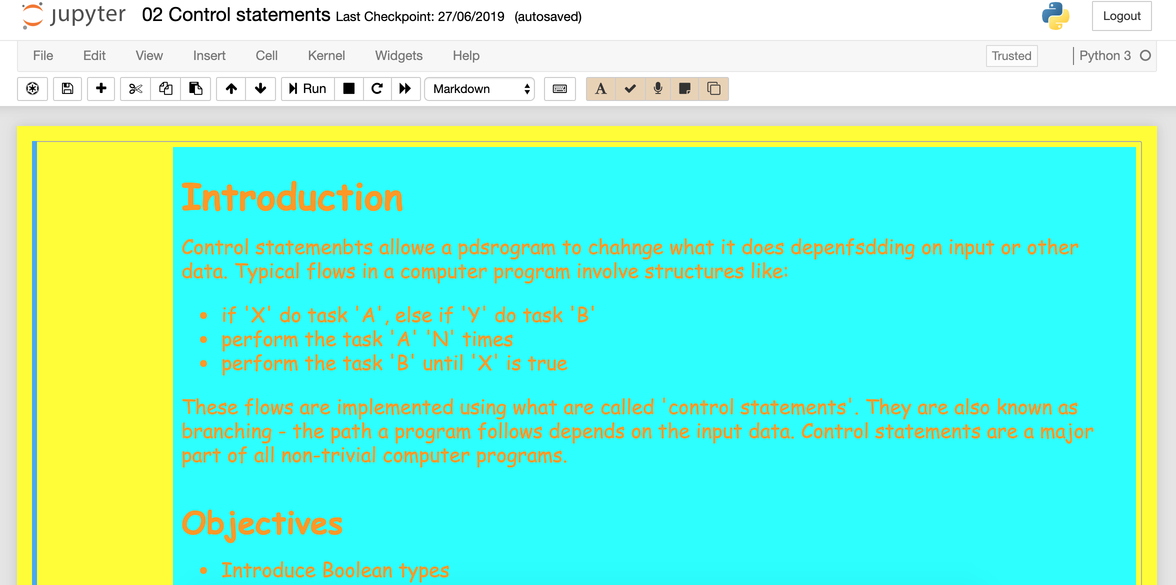 jupyter 02 Control statements Last Checkpoint: 27/06/2019 (autosaved)
Logout
File Edit View Insert Cell Kernel Widgets Help
Trusted Python 3
Run Markdown A
Introduction
Control statemenbts allowe a pdsrogram to chahnge what it does depenfsdding on input or other
data. Typical flows in a computer program involve structures like:
• if 'X' do task 'A', else if 'Y' do task 'B'
• perform the task 'A' 'N' times
• perform the task 'B' until 'X' is true
These flows are implemented using what are called 'control statements'. They are also known as
branching - the path a program follows depends on the input data. Control statements are a major
part of all non-trivial computer programs.
Objectives
• Introduce Boolean types